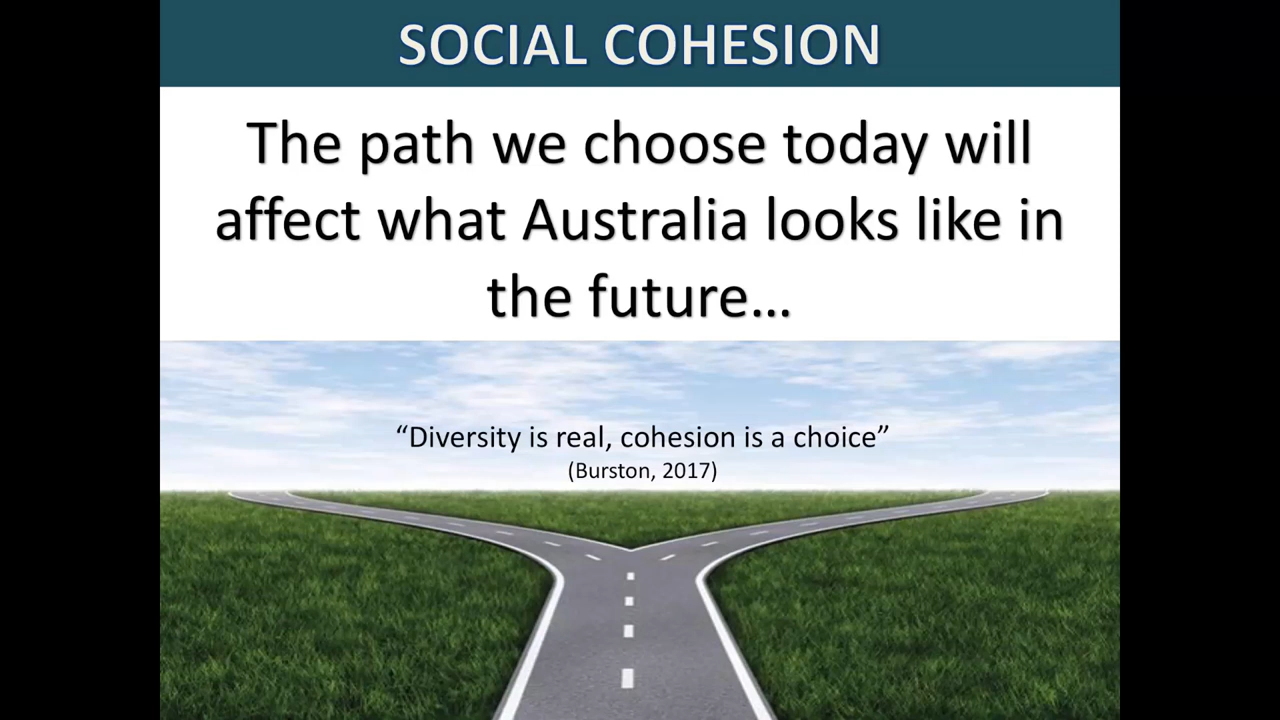 SOCIAL COHESION
The path we choose today will
affect what Australia looks like in
the future…
“Diversity is real, cohesion is a choice”
(Burston, 2017)